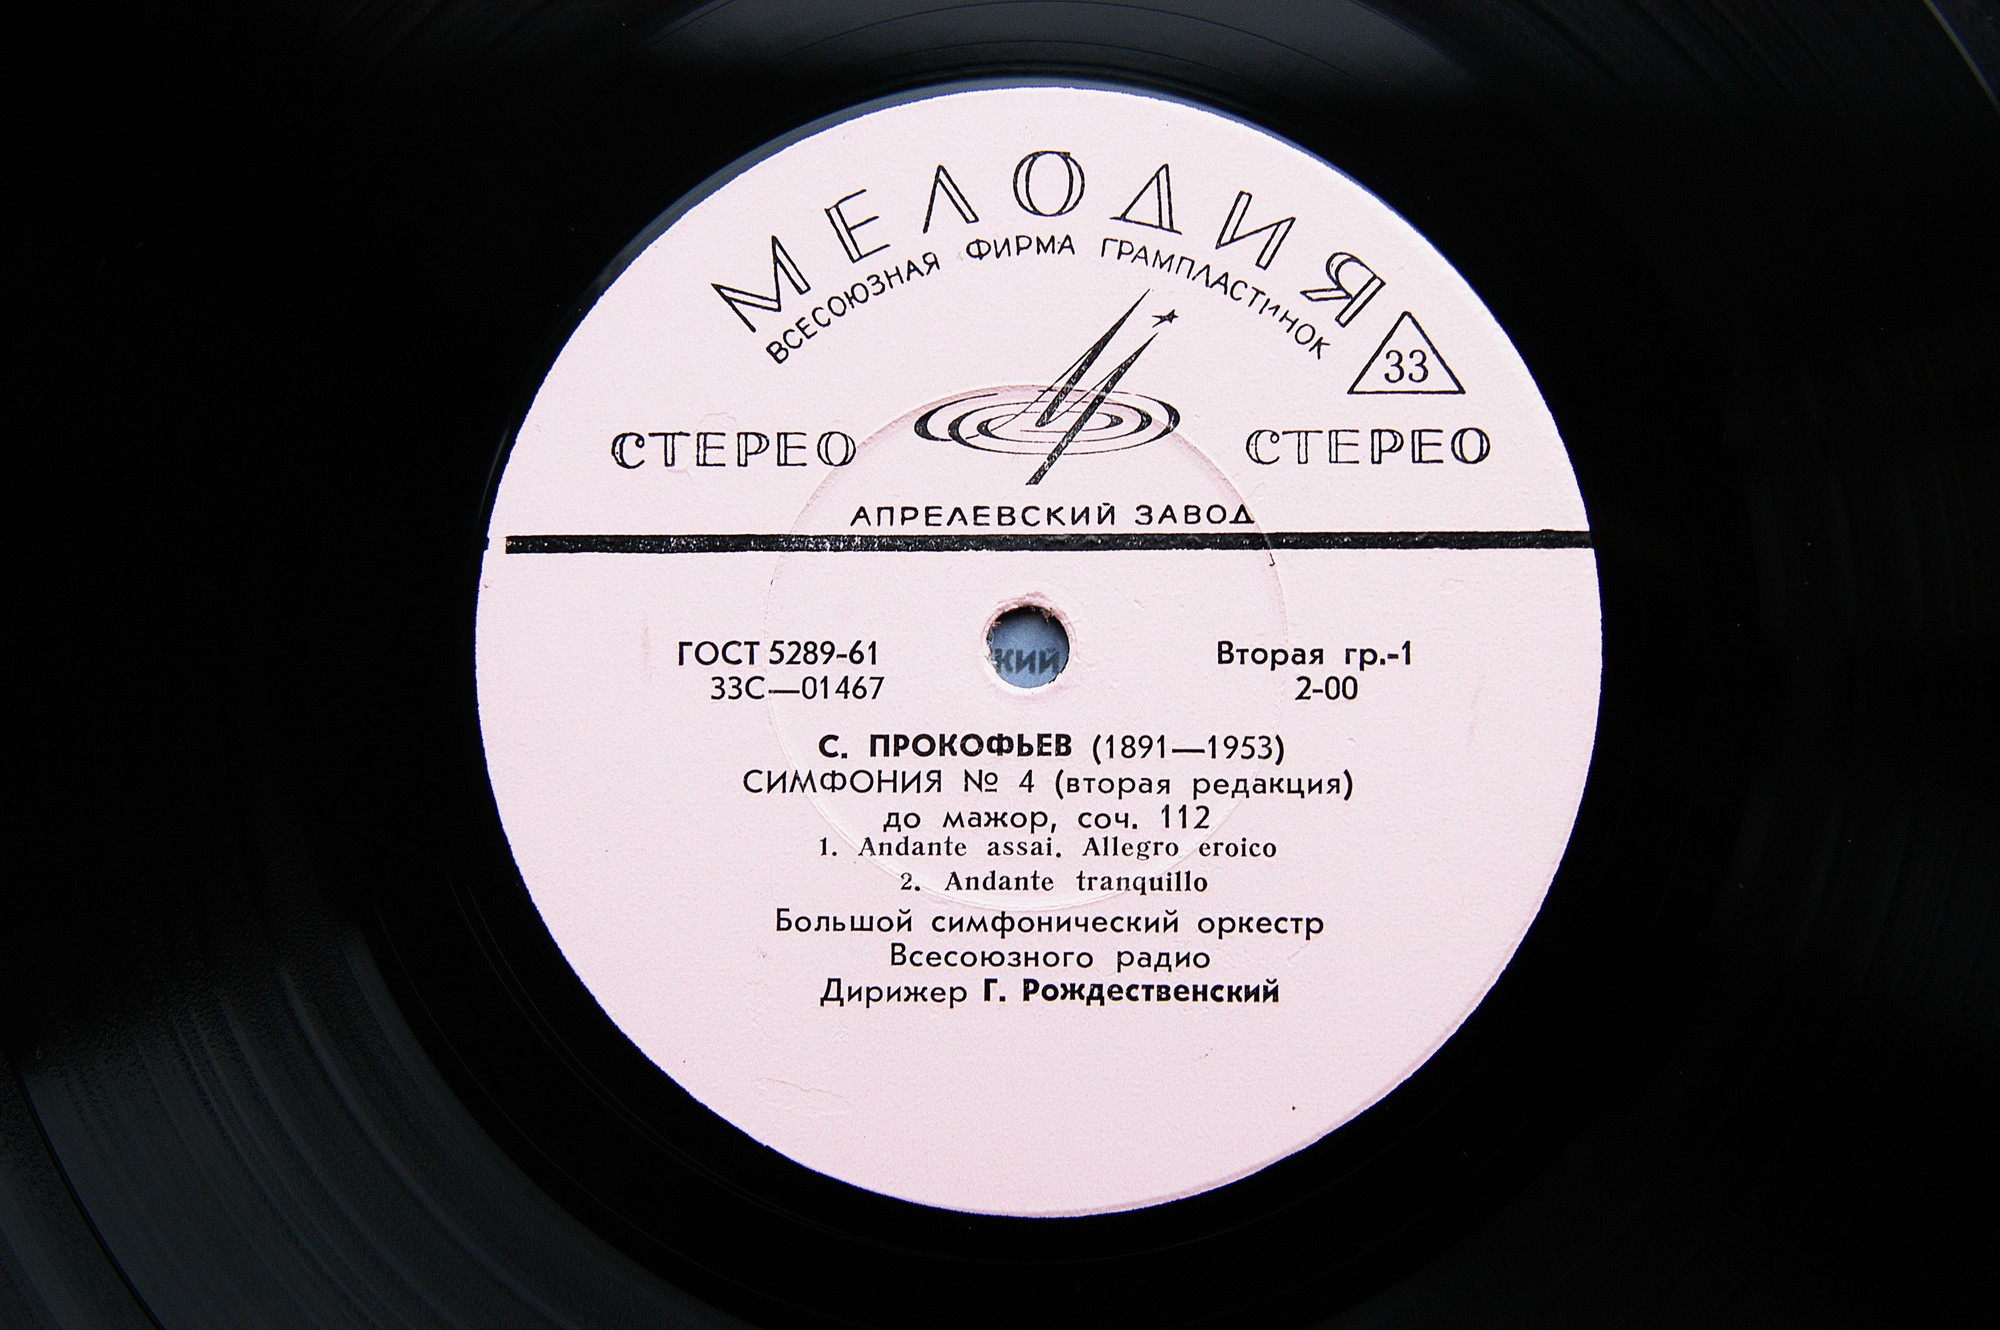 МЕЛОДИЯ
ВСЕСОЮЗНАЯ ФИРМА ГРАМПЛАСТИНОК
33
СТЕРЕО
СТЕРЕО
АПРЕЛЕВСКИЙ ЗАВОД
ГОСТ 5289-61
33С—01467
кий
Вторая гр.-1
2-00
С. ПРОКОФЬЕВ (1891—1953)
СИМФОНИЯ № 4 (вторая редакция)
до мажор, соч. 112
1. Andante assai. Allegro eroico
2. Andante tranquillo
Большой симфонический оркестр
Всесоюзного радио
Дирижер Г. Рождественский